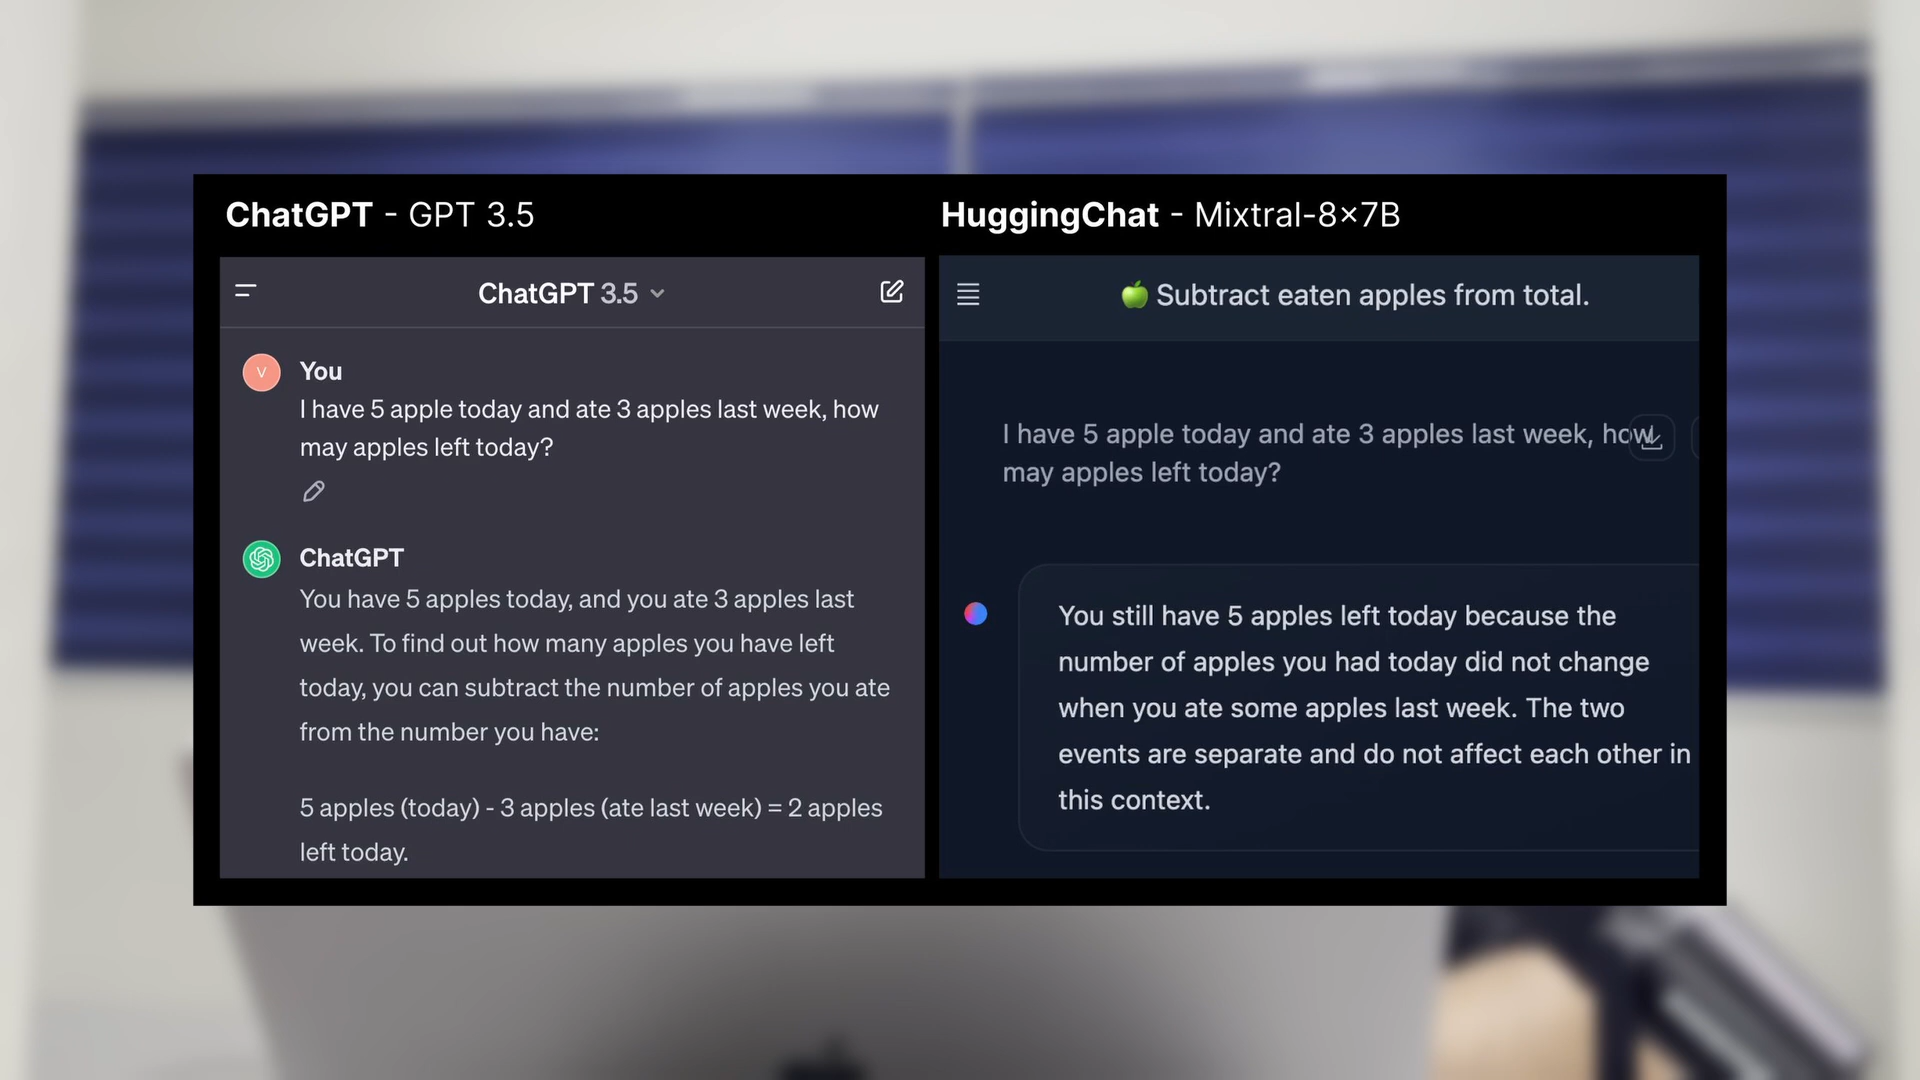 ChatGPT - GPT 3.5
ChatGPT 3.5
V
You
I have 5 apple today and ate 3 apples last week, how
may apples left today?
ChatGPT
You have 5 apples today, and you ate 3 apples last
week. To find out how many apples you have left
today, you can subtract the number of apples you ate
from the number you have:
5 apples (today) - 3 apples (ate last week) = 2 apples
left today.
HuggingChat - Mixtral-8×7B
🍏 Subtract eaten apples from total.
I have 5 apple today and ate 3 apples last week, how
may apples left today?
You still have 5 apples left today because the
number of apples you had today did not change
when you ate some apples last week. The two
events are separate and do not affect each other in
this context.